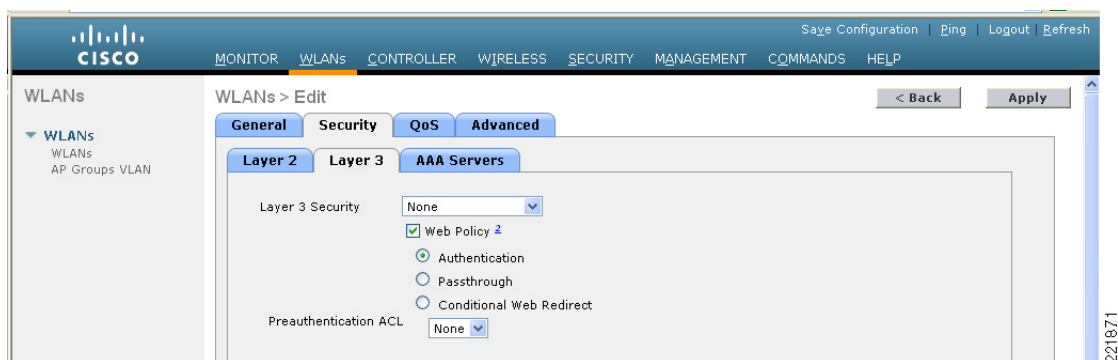 Save Configuration | Ping | Logout | Refresh
CISCO
MONITOR WLANs CONTROLLER WIRELESS SECURITY MANAGEMENT COMMANDS HELP
WLANs
WLANs > Edit
< Back
Apply
General Security QoS Advanced
WLANs
WLANs
AP Groups VLAN
Layer 2 Layer 3 AAA Servers
Layer 3 Security None
Web Policy 2
Authentication
Passthrough
Conditional Web Redirect
Preauthentication ACL None
221871